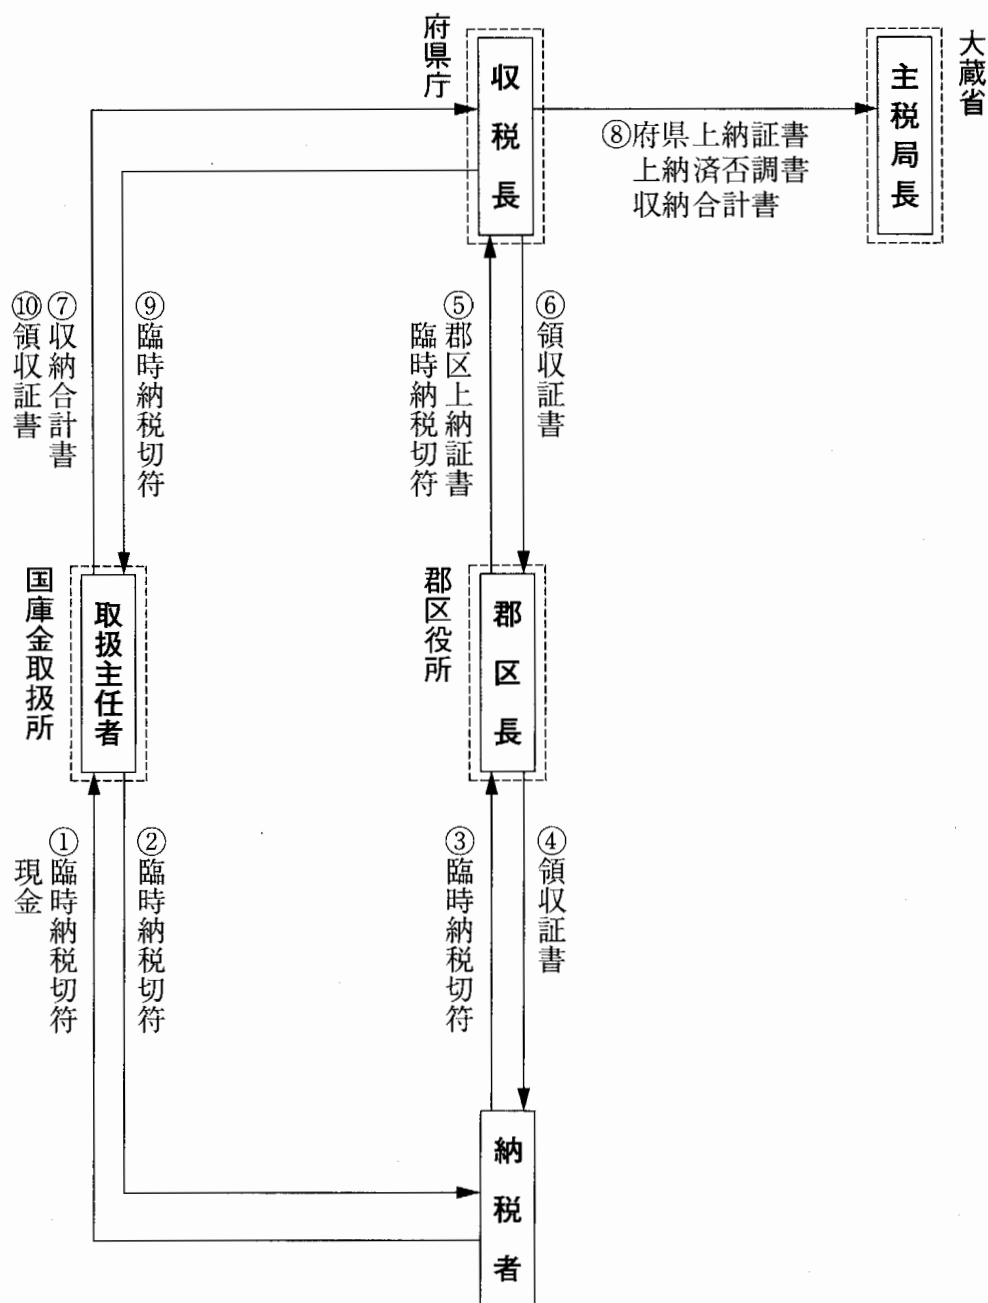 大蔵省
主税局長
府県庁
収税長
⑧府県上納証書
上納済否調書
収納合計書
⑥領収証書
⑤郡区上納証書
臨時納税切符
⑨臨時納税切符
⑦収納合計書
⑩領収証書
郡区役所
郡区長
国庫金取扱所
取扱主任者
④領収証書
③臨時納税切符
②臨時納税切符
①臨時納税切符
現金
納税者